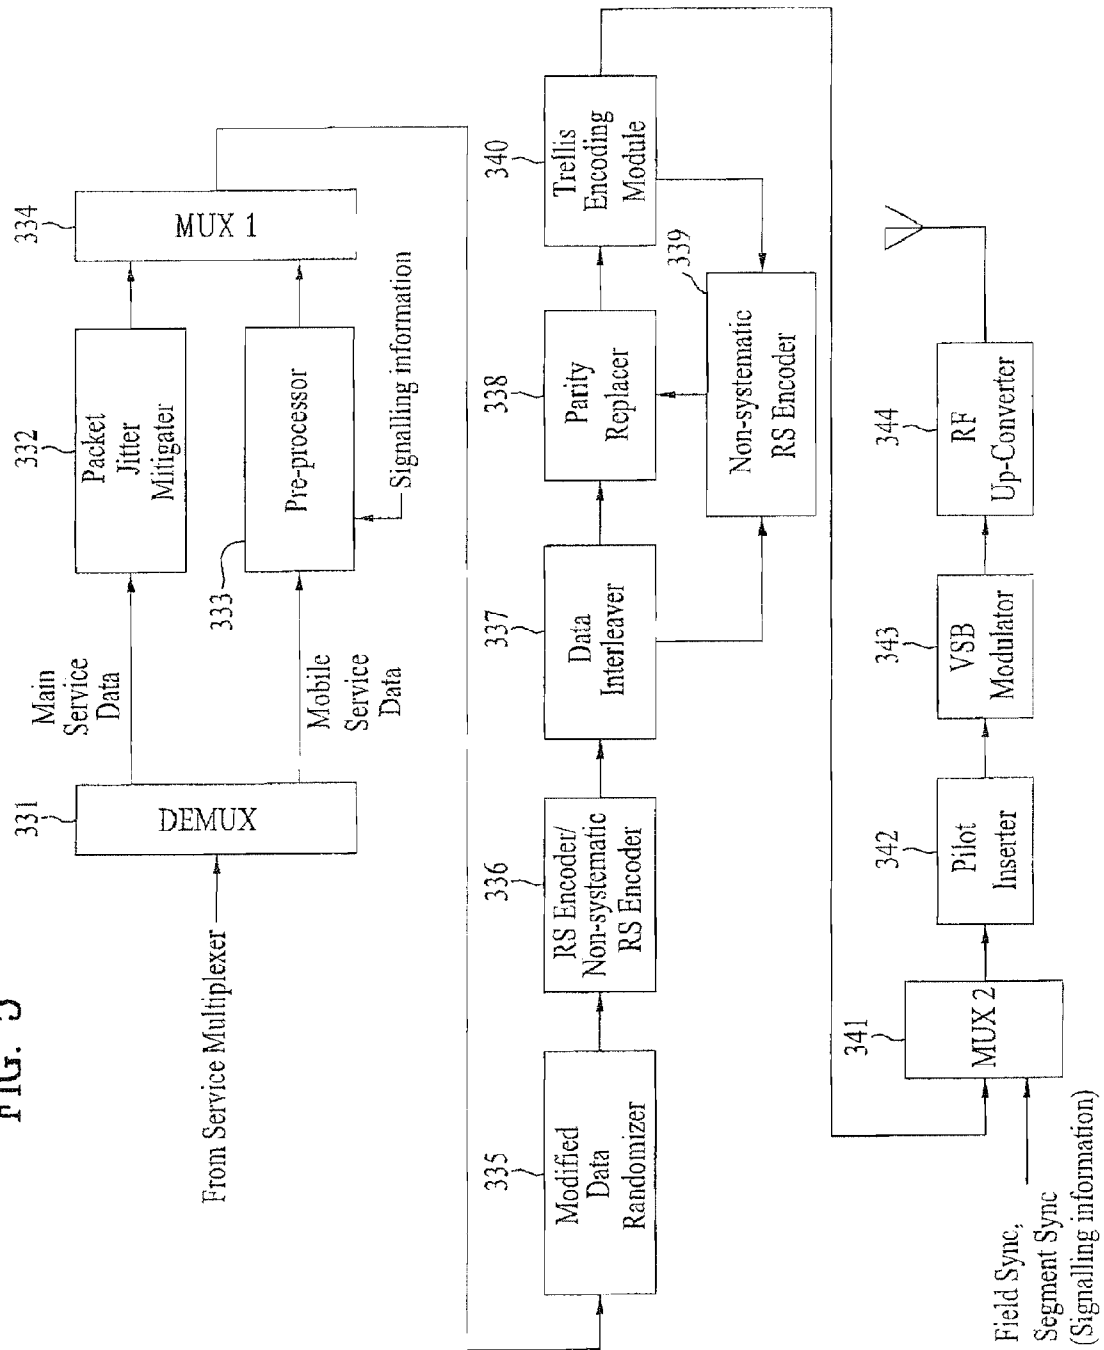 FIG. 3
334
MUX 1
332
Packet
Jitter
Mitigater
Pre-processor
333
Signalling information
Main
Service
Data
Mobile
Service
Data
331
DEMUX
From Service Multiplexer
335
Modified
Data
Randomizer
336
RS Encoder/
Non-systematic
RS Encoder
337
Data
Interleaver
338
Parity
Replacer
339
Non-systematic
RS Encoder
340
Trellis
Encoding
Module
341
MUX 2
Field Sync,
Segment Sync
(Signalling information)
342
Pilot
Inserter
343
VSB
Modulator
344
RF
Up-Converter